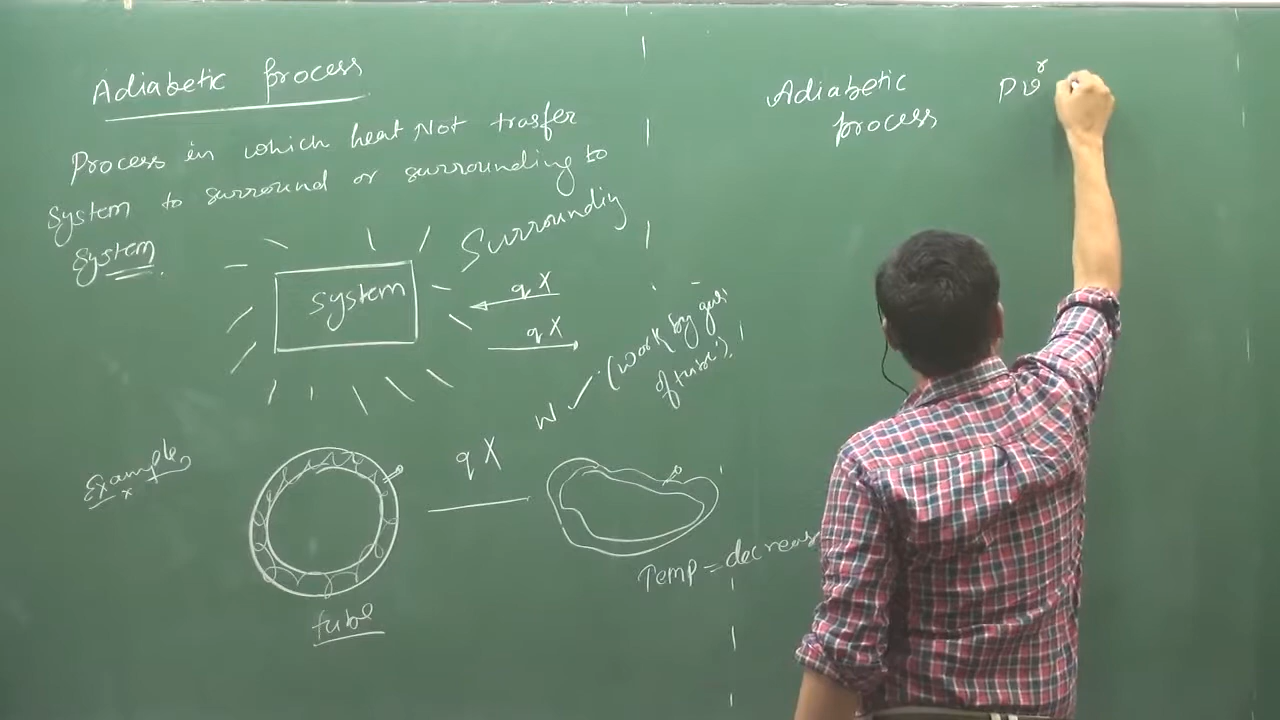 Adiabetic process
Process in which heat Not trasfer
System to surround or surrounding to
System.
Surrounding
System
q X
q X
W ✓ (work by gas
of tube).
Example
q X
tube
Temp = decreas
Adiabetic
process
Pv^γ